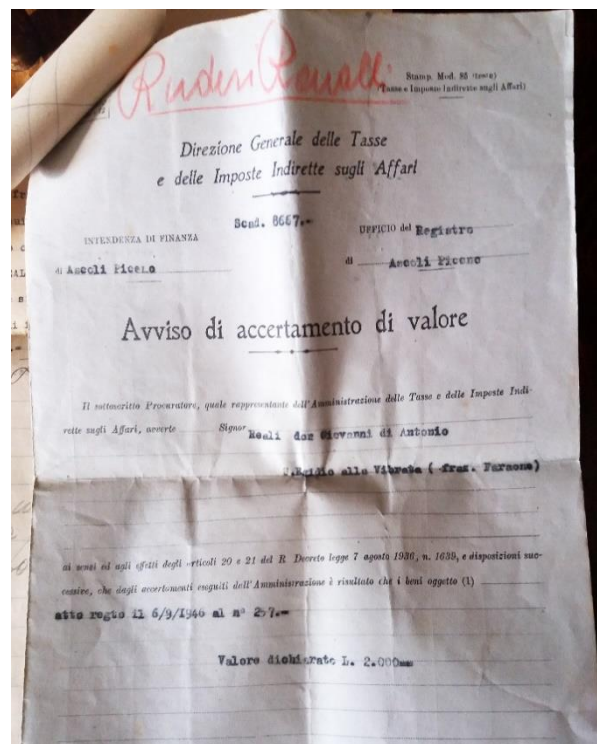 Ruderi Ravalli
Stamp. Mod. 85
Tasse e Imposte Indirette sugli Affari)
Direzione Generale delle Tasse
e delle Imposte Indirette sugli Affari
Scad. 8667.-
INTENDENZA DI FINANZA
UFFICIO del Registro
di Ascoli Piceno
di Ascoli Piceno
Avviso di accertamento di valore
Il sottoscritto Procuratore, quale rappresentante dell'Amministrazione delle Tasse e delle Imposte Indi-
rette sugli Affari, avverte Signor Reali don Giovanni di Antonio
S.Egidio alla Vibrata ( fraz. Faraone)
ai sensi ed agli effetti degli articoli 20 e 21 del R. Decreto legge 7 agosto 1936, n. 1639, e disposizioni suc-
cessive, che dagli accertamenti eseguiti dell'Amministrazione è risultato che i beni oggetto (1)
atto regto il 6/9/1946 al n° 257.-
Valore dichiarato L. 2.000